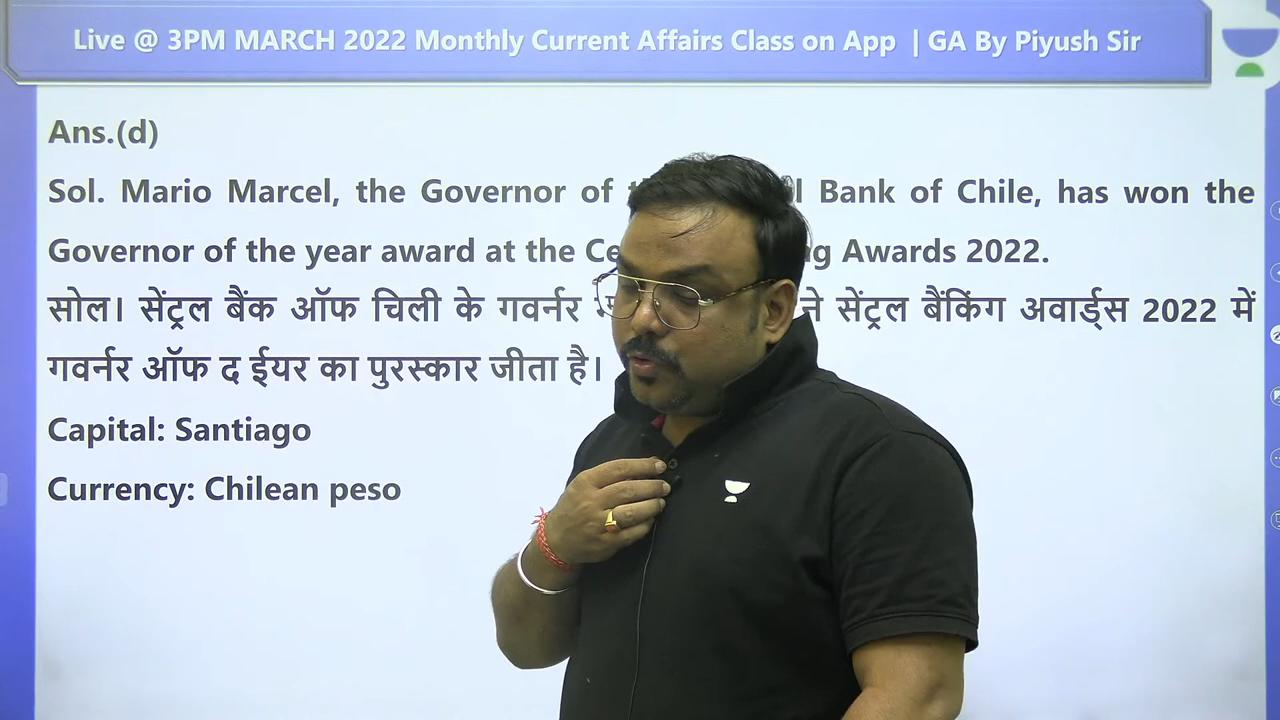 Live @ 3PM MARCH 2022 Monthly Current Affairs Class on App | GA By Piyush Sir
Ans.(d)
Sol. Mario Marcel, the Governor of Bank of Chile, has won the
Governor of the year award at the Awards 2022.
सोल। सेंट्रल बैंक ऑफ चिली के गवर्नर ने सेंट्रल बैंकिंग अवार्ड्स 2022 में
गवर्नर ऑफ द ईयर का पुरस्कार जीता है।
Capital: Santiago
Currency: Chilean peso